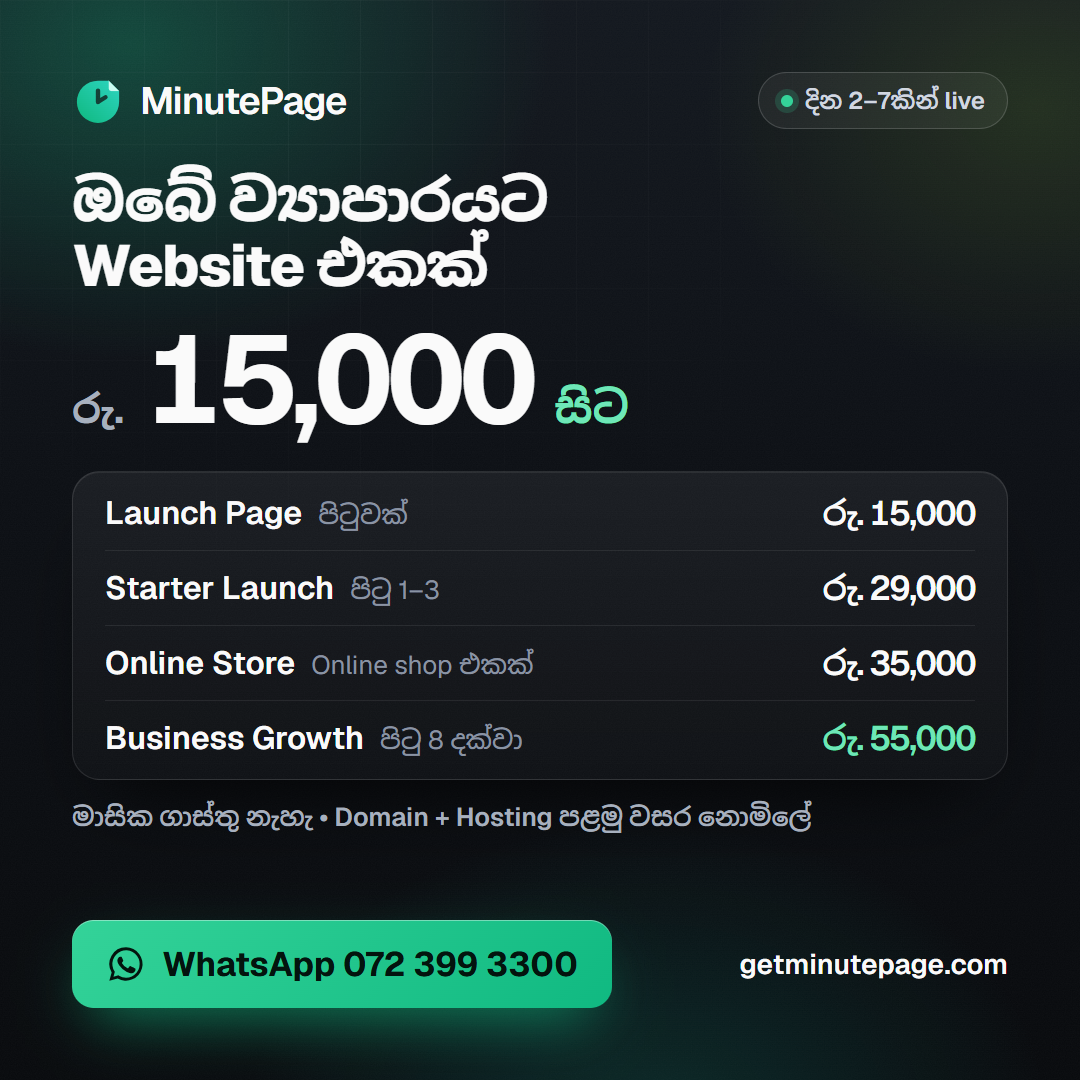 MinutePage
දින 2–7කින් live
ඔබේ ව්‍යාපාරයට
Website එකක්
රු. 15,000 සිට
Launch Page පිටුවක් රු. 15,000
Starter Launch පිටු 1–3 රු. 29,000
Online Store Online shop එකක් රු. 35,000
Business Growth පිටු 8 දක්වා රු. 55,000
මාසික ගාස්තු නැහැ • Domain + Hosting පළමු වසර නොමිලේ
WhatsApp 072 399 3300
getminutepage.com